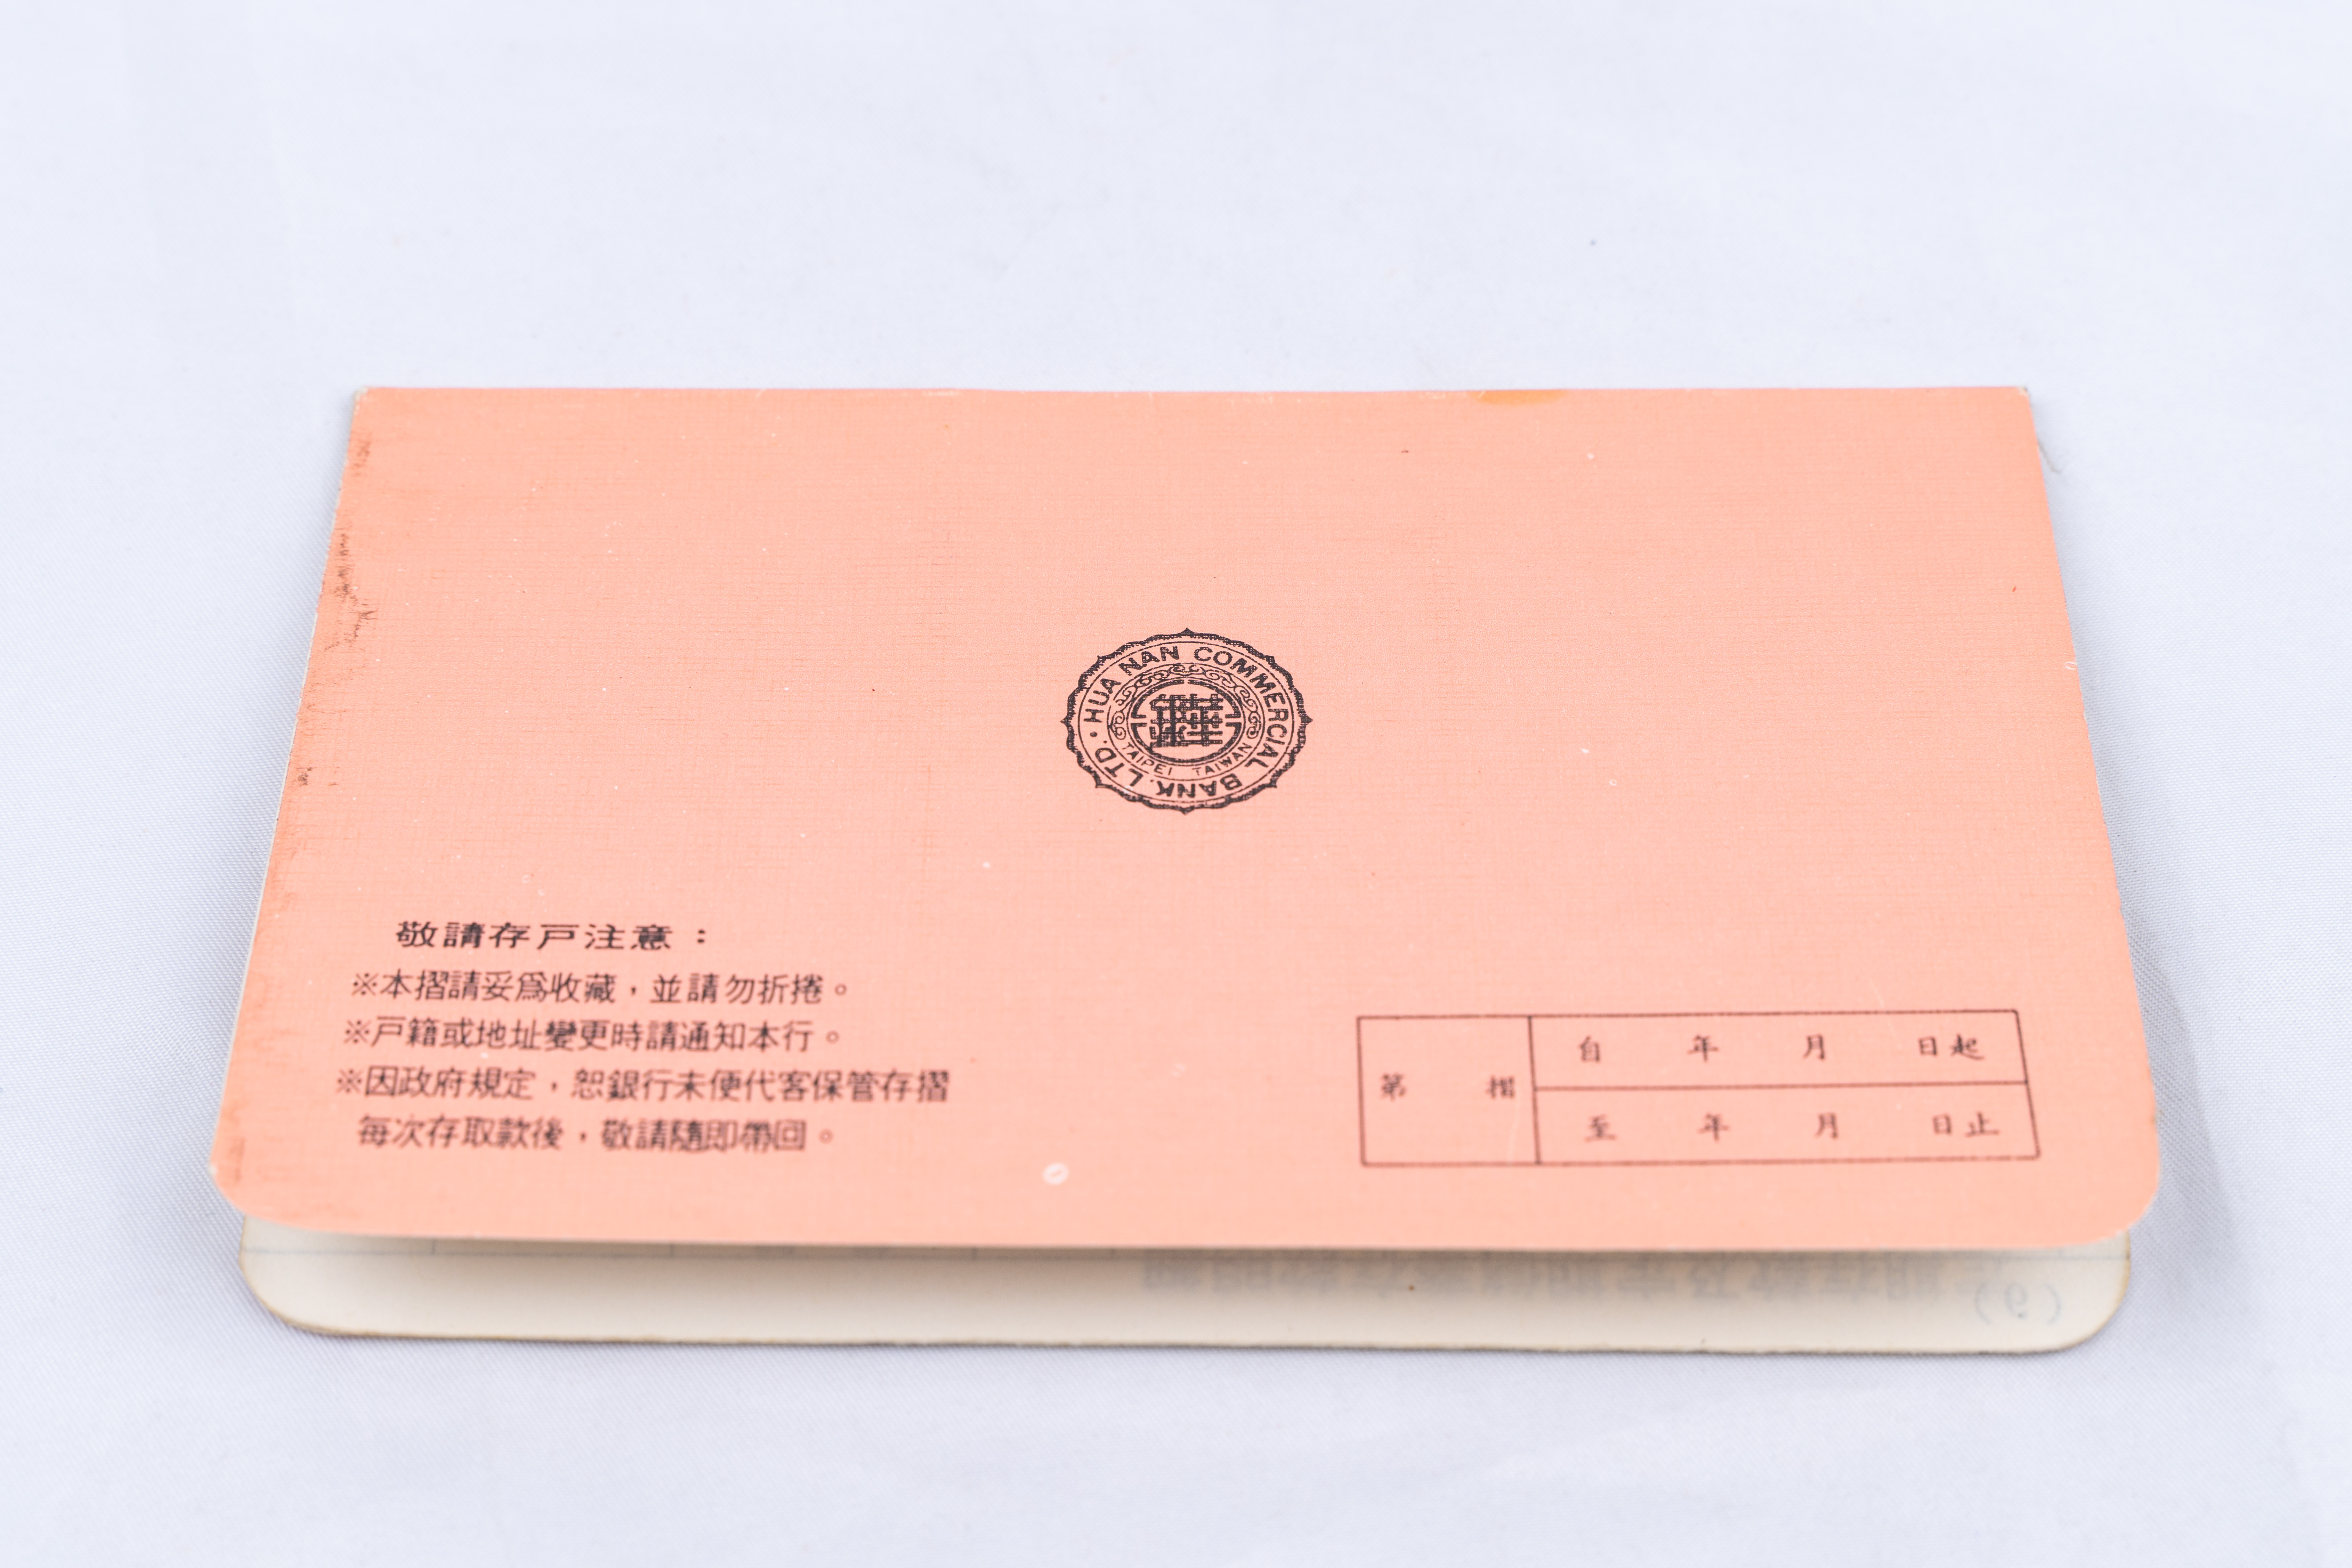 HUA NAN COMMERCIAL BANK, LTD.
TAIPEI TAIWAN
敬請存戶注意：
※本摺請妥為收藏，並請勿折捲。
※戶籍或地址變更時請通知本行。
※因政府規定，恕銀行未便代客保管存摺
每次存取款後，敬請隨即帶回。
第 摺
自 年 月 日起
至 年 月 日止
(9)